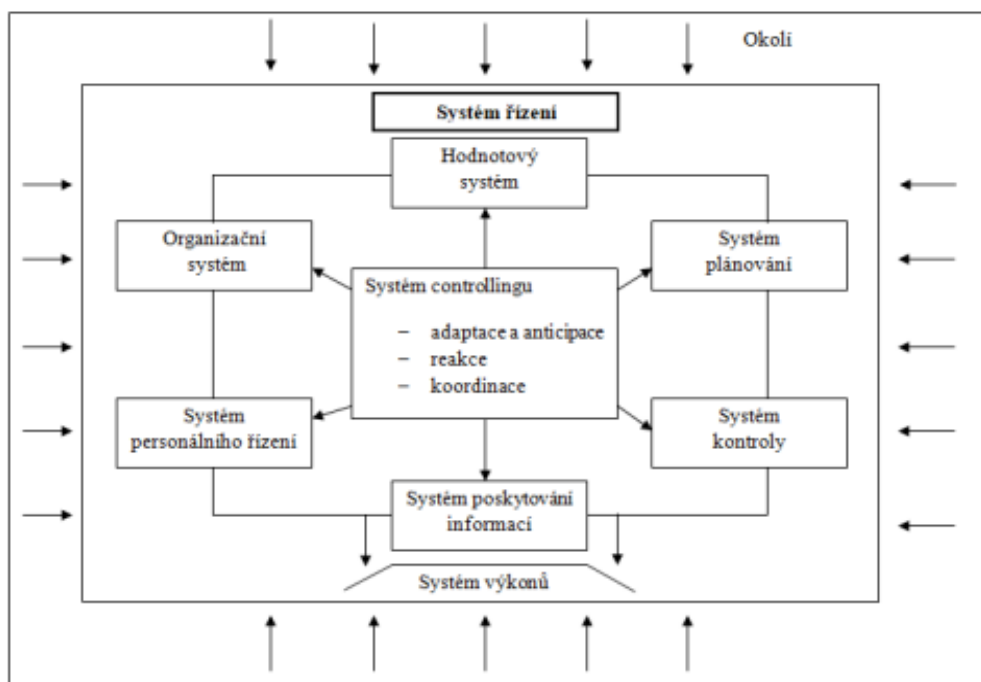 Okolí
Systém řízení
Hodnotový
systém
Organizační
systém
Systém
plánování
Systém controllingu
– adaptace a anticipace
– reakce
– koordinace
Systém
personálního řízení
Systém
kontroly
Systém poskytování
informací
Systém výkonů